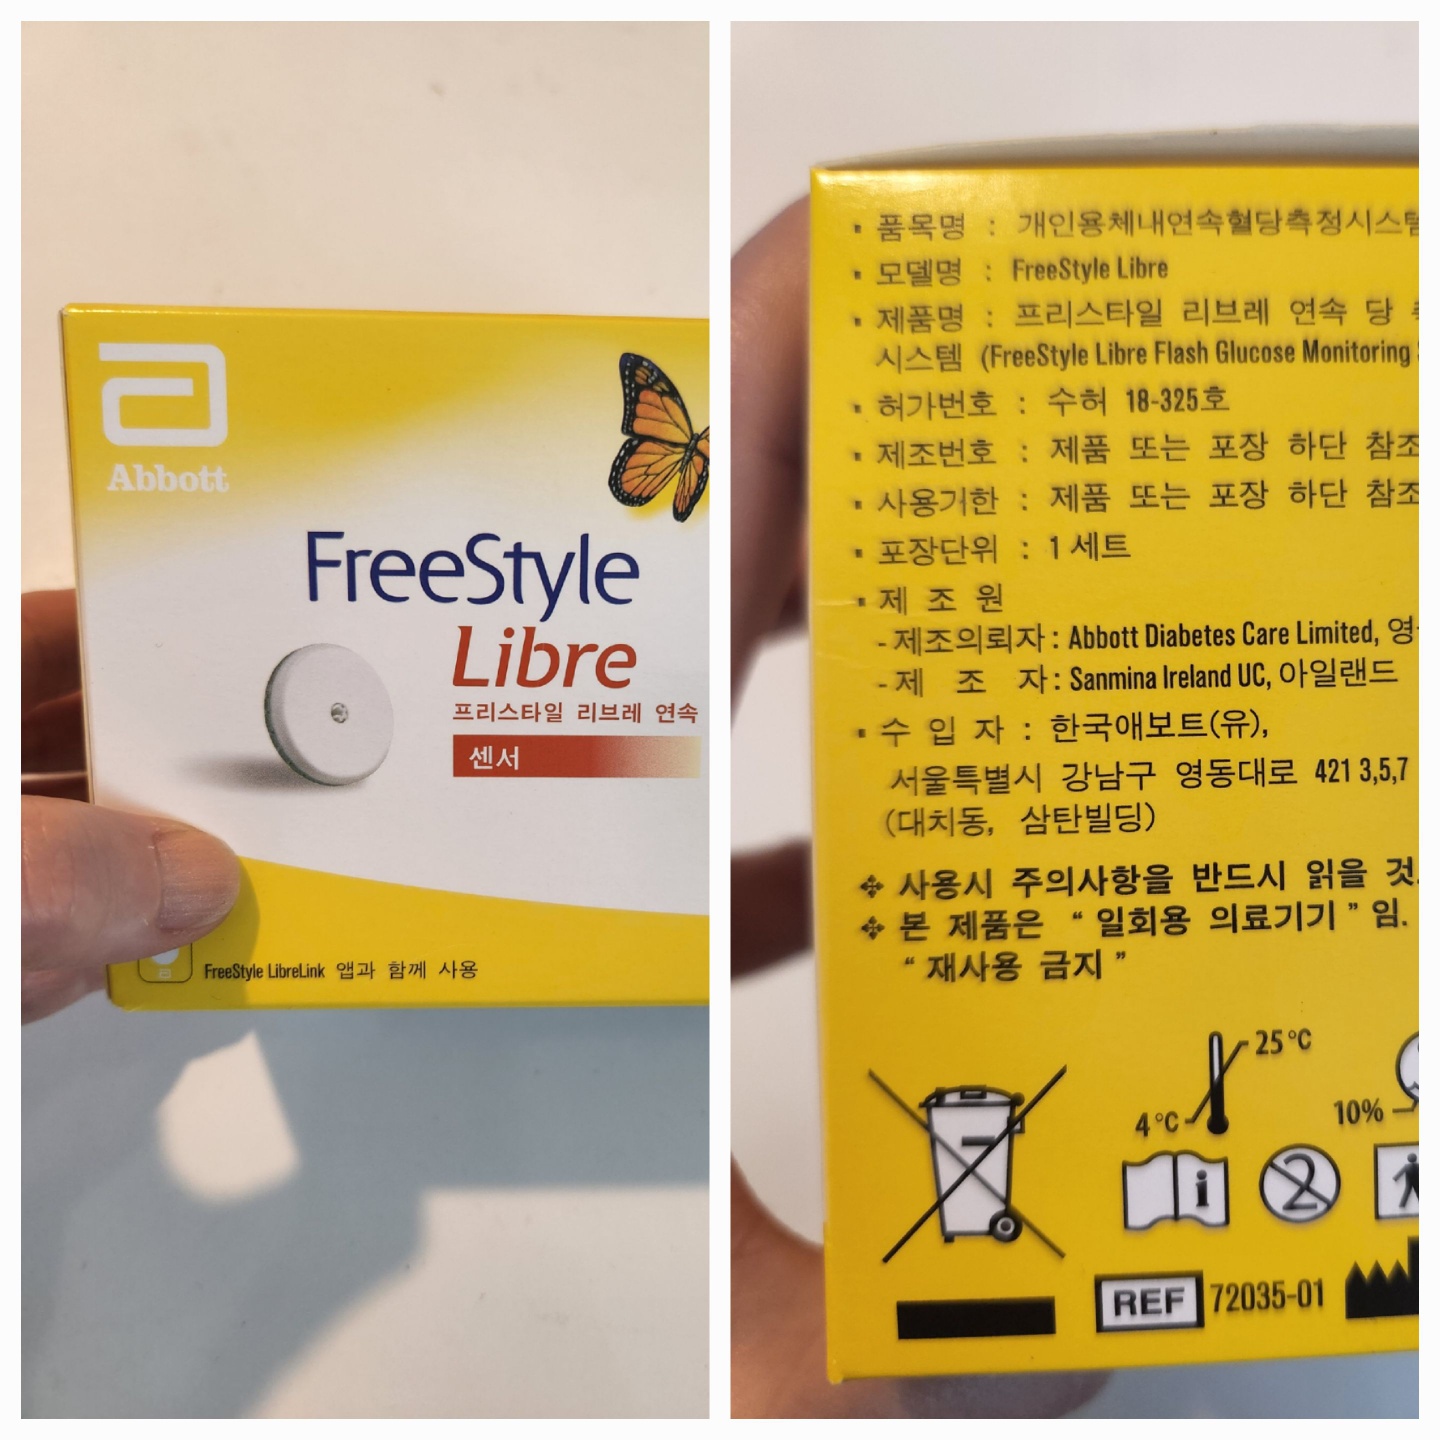 Abbott
FreeStyle
Libre
프리스타일 리브레 연속
센서
FreeStyle LibreLink 앱과 함께 사용
품목명 : 개인용체내연속혈당측정시스템
모델명 : FreeStyle Libre
제품명 : 프리스타일 리브레 연속 당
시스템 (FreeStyle Libre Flash Glucose Monitoring
허가번호 : 수허 18-325호
제조번호 : 제품 또는 포장 하단 참조
사용기한 : 제품 또는 포장 하단 참조
포장단위 : 1 세트
제 조 원
- 제조의뢰자 : Abbott Diabetes Care Limited,
- 제 조 자 : Sanmina Ireland UC, 아일랜드
수 입 자 : 한국애보트(유),
서울특별시 강남구 영동대로 421 3,5,7
(대치동, 삼탄빌딩)
사용시 주의사항을 반드시 읽을 것.
본 제품은 “ 일회용 의료기기 ” 임.
“ 재사용 금지 ”
25°C
4°C
10%
i
2
REF 72035-01